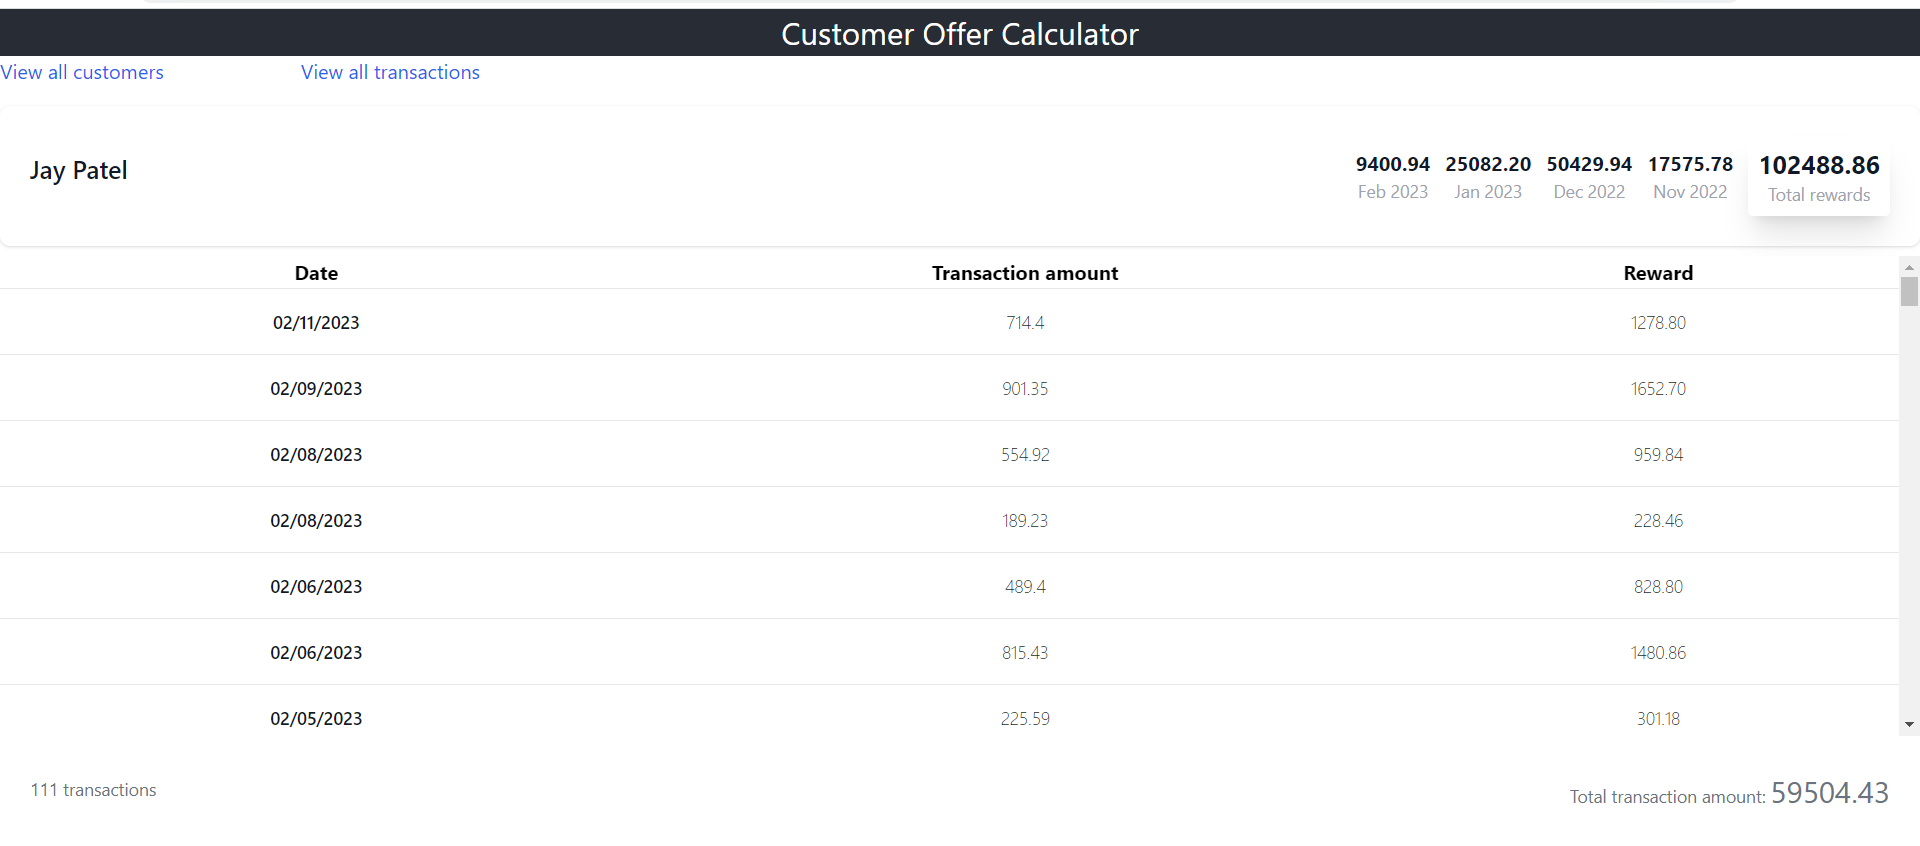 Customer Offer Calculator
View all customers View all transactions
Jay Patel
9400.94 25082.20 50429.94 17575.78 102488.86
Feb 2023 Jan 2023 Dec 2022 Nov 2022 Total rewards
Date Transaction amount Reward
02/11/2023 714.4 1278.80
02/09/2023 901.35 1652.70
02/08/2023 554.92 959.84
02/08/2023 189.23 228.46
02/06/2023 489.4 828.80
02/06/2023 815.43 1480.86
02/05/2023 225.59 301.18
111 transactions Total transaction amount: 59504.43